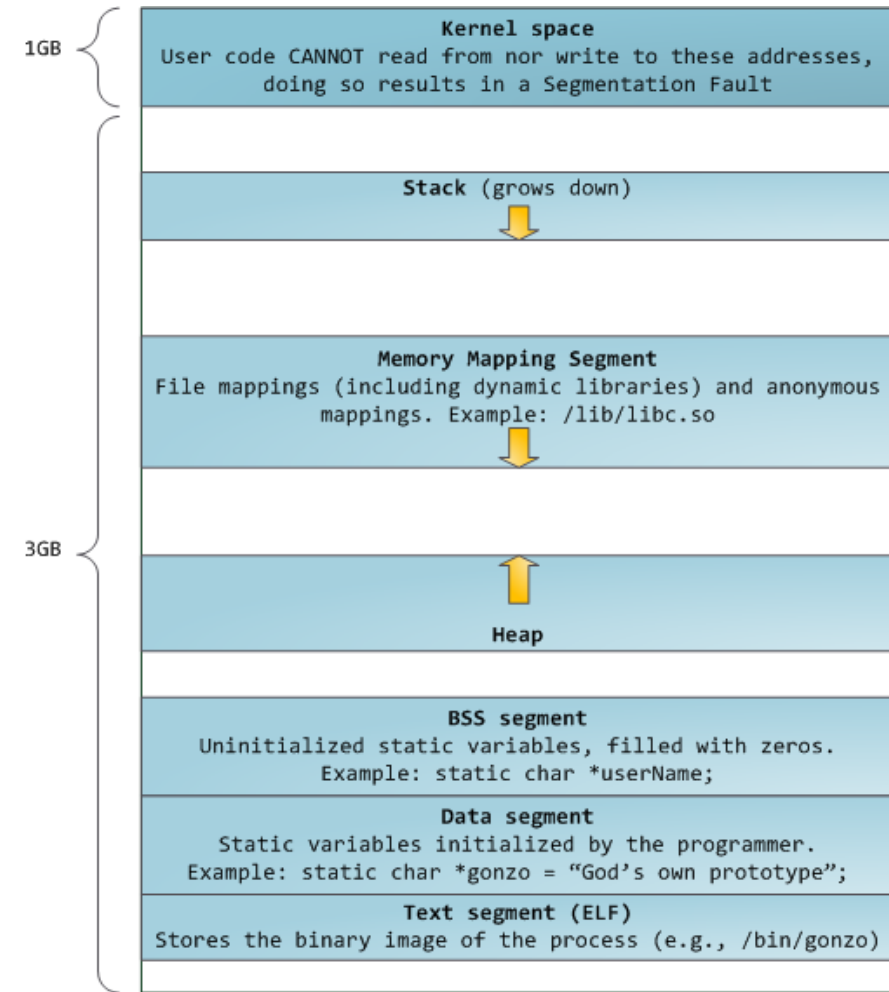 1GB
Kernel space
User code CANNOT read from nor write to these addresses,
doing so results in a Segmentation Fault
Stack (grows down)
Memory Mapping Segment
File mappings (including dynamic libraries) and anonymous
mappings. Example: /lib/libc.so
3GB
Heap
BSS segment
Uninitialized static variables, filled with zeros.
Example: static char *userName;
Data segment
Static variables initialized by the programmer.
Example: static char *gonzo = “God’s own prototype”;
Text segment (ELF)
Stores the binary image of the process (e.g., /bin/gonzo)